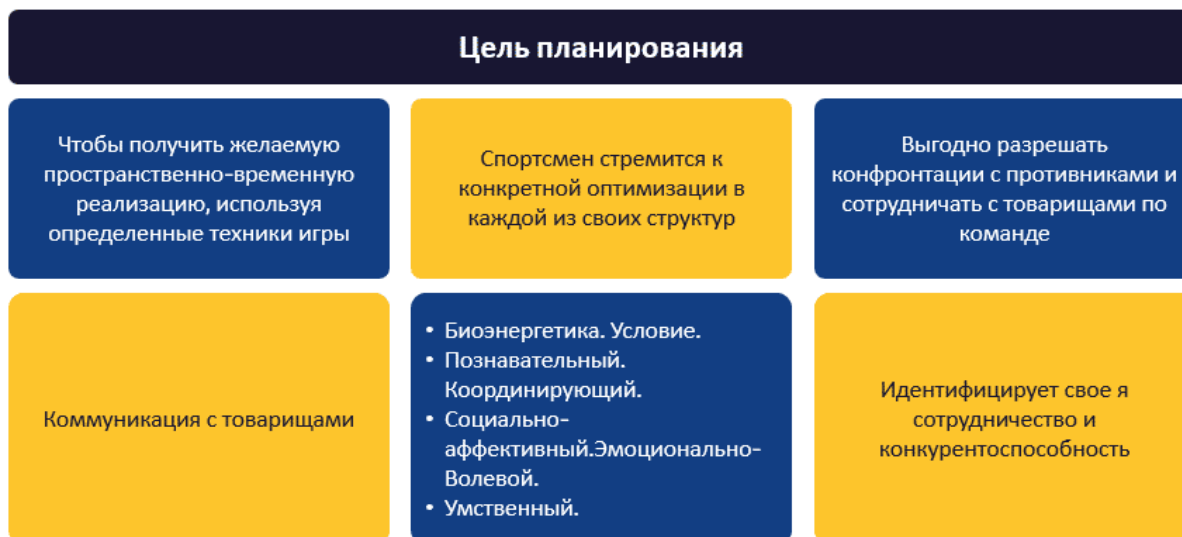 Цель планирования
Чтобы получить желаемую
пространственно-временную
реализацию, используя
определенные техники игры
Спортсмен стремится к
конкретной оптимизации в
каждой из своих структур
Выгодно разрешать
конфронтации с противниками и
сотрудничать с товарищами по
команде
Коммуникация с товарищами
• Биоэнергетика. Условие.
• Познавательный.
Координирующий.
• Социально-
аффективный.Эмоционально-
Волевой.
• Умственный.
Идентифицирует свое я
сотрудничество и
конкурентоспособность